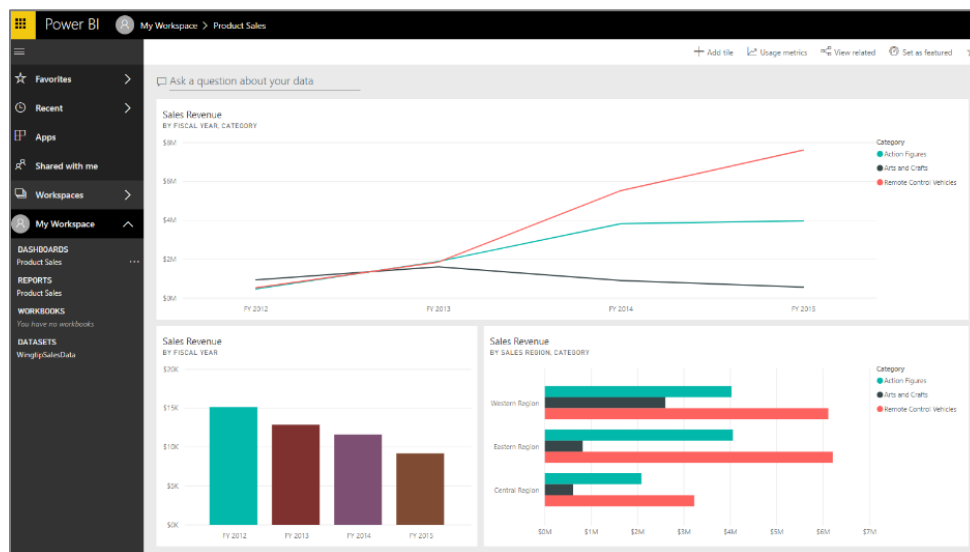 Power BI
My Workspace > Product Sales
Add tile
Usage metrics
View related
Set as featured
Favorites
Recent
Apps
Shared with me
Workspaces
My Workspace
DASHBOARDS
Product Sales
...
REPORTS
Product Sales
WORKBOOKS
You have no workbooks
DATASETS
WingtipSalesData
Ask a question about your data
Sales Revenue
BY FISCAL YEAR, CATEGORY
$8M
$6M
$4M
$2M
$0M
FY 2012
FY 2013
FY 2014
FY 2015
Category
Action Figures
Arts and Crafts
Remote Control Vehicles
Sales Revenue
BY FISCAL YEAR
$20K
$15K
$10K
$5K
$0K
FY 2012
FY 2013
FY 2014
FY 2015
Sales Revenue
BY SALES REGION, CATEGORY
Western Region
Eastern Region
Central Region
$0M
$1M
$2M
$3M
$4M
$5M
$6M
$7M
Category
Action Figures
Arts and Crafts
Remote Control Vehicles